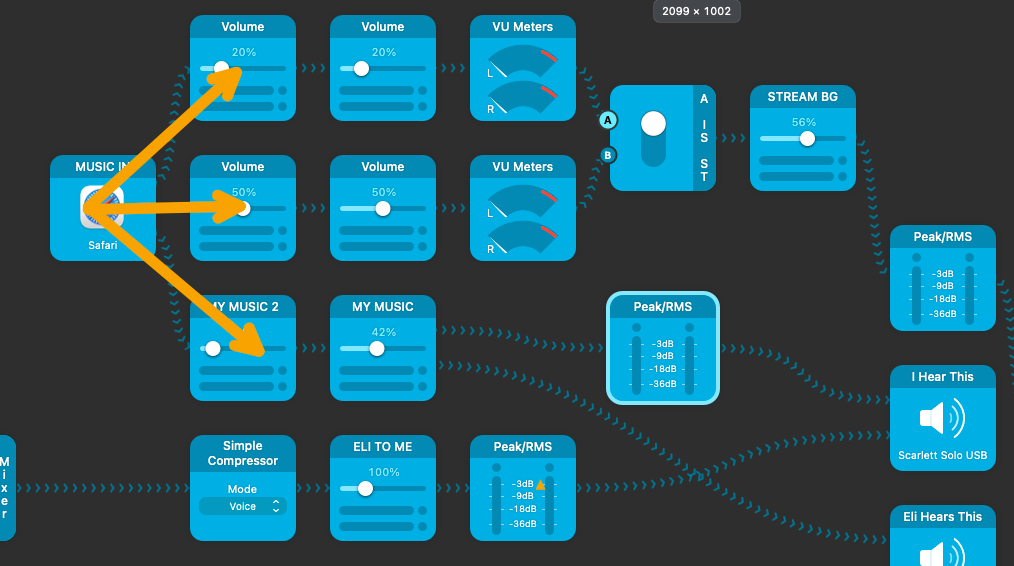 2099 × 1002
Volume
20%
Volume
20%
VU Meters
L
R
A
B
A
IS
ST
STREAM BG
56%
MUSIC IN
Safari
Volume
50%
Volume
50%
VU Meters
L
R
Peak/RMS
-3dB
-9dB
-18dB
-36dB
MY MUSIC 2
MY MUSIC
42%
Peak/RMS
-3dB
-9dB
-18dB
-36dB
I Hear This
Scarlett Solo USB
Mixer
Simple
Compressor
Mode
Voice
ELI TO ME
100%
Peak/RMS
-3dB
-9dB
-18dB
-36dB
Eli Hears This